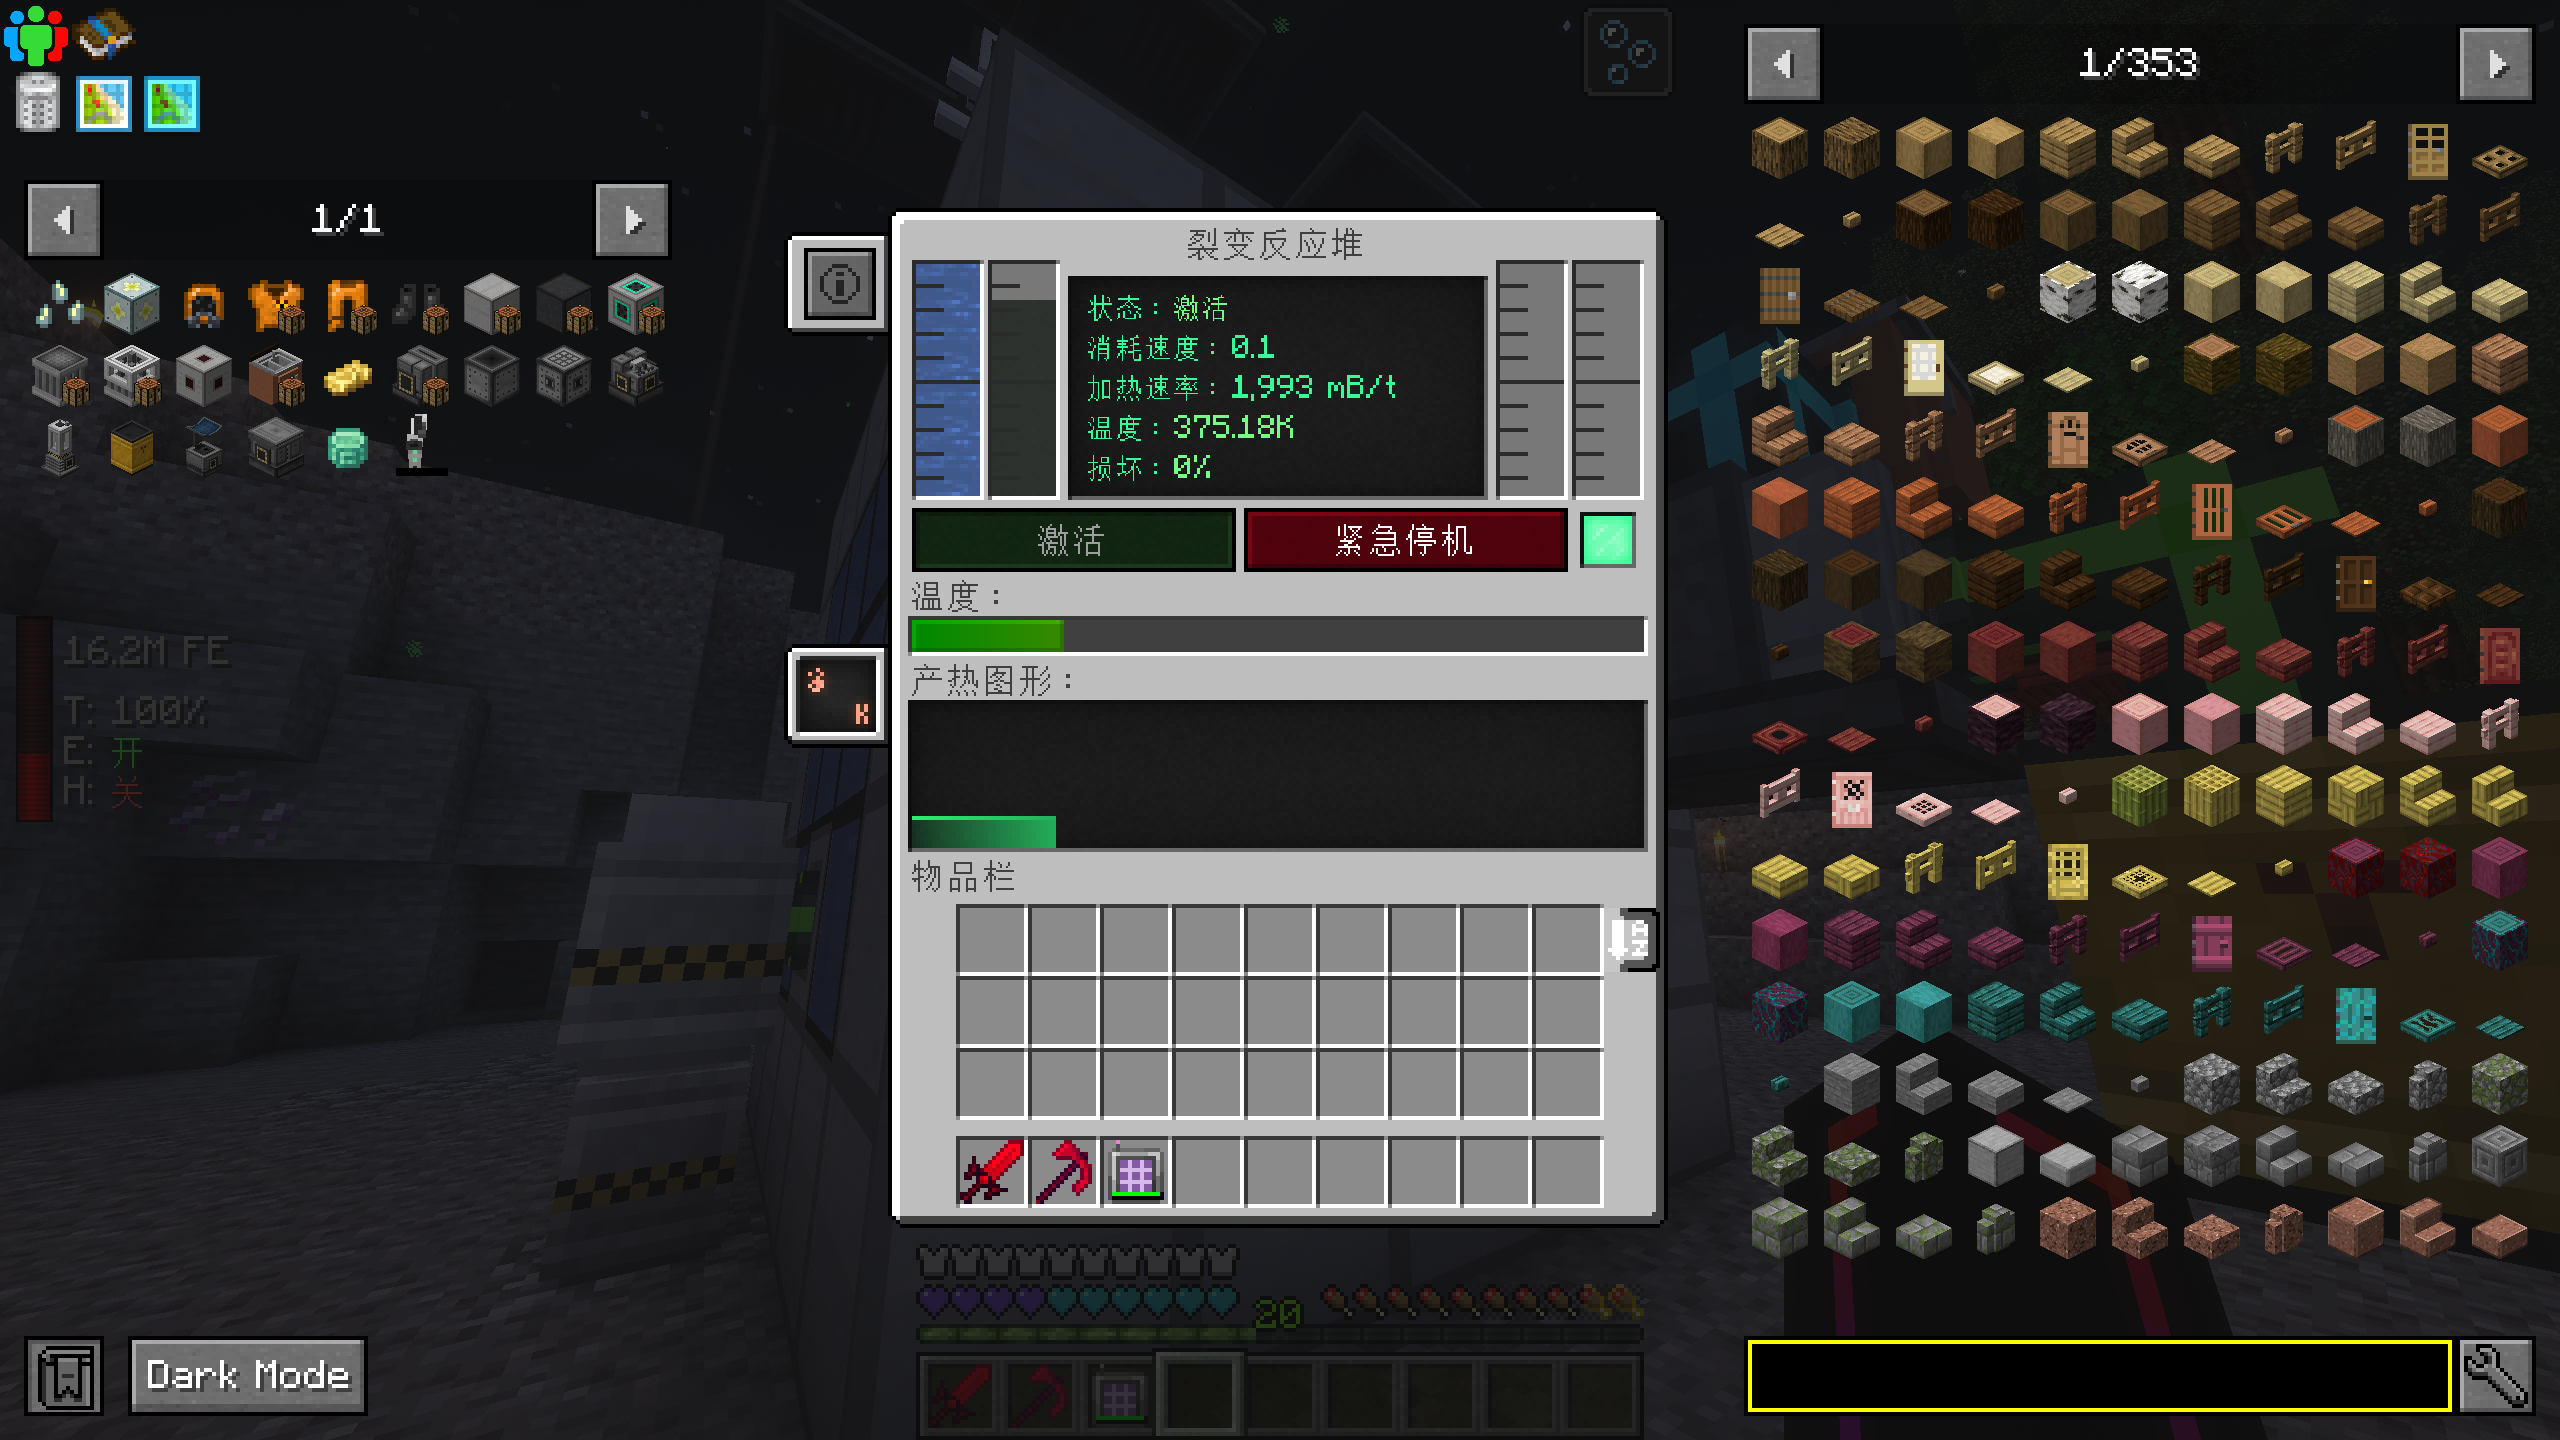 1/353
1/1
裂变反应堆
状态：激活
消耗速度：0.1
加热速率：1,993 mB/t
温度：375.18K
损坏：0%
激活
紧急停机
温度：
产热图形：
K
物品栏
16.2M FE
T: 100%
E: 开
H: 关
20
Dark Mode